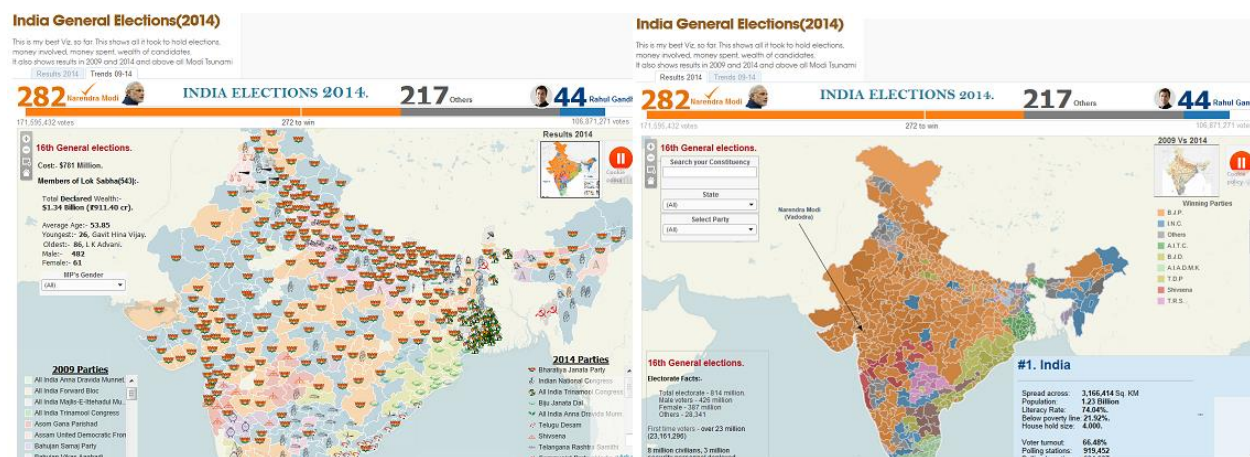 India General Elections(2014)
This is my best Viz, so far. This shows all it took to hold elections,
money involved, money spent, wealth of candidates.
It also shows results in 2009 and 2014 and above all Modi Tsunami
Results 2014
Trends 09-14
282 Narendra Modi
INDIA ELECTIONS 2014.
217 Others
44 Rahul Gandh
171,595,432 votes
272 to win
106,871,271 votes
16th General elections.
Cost:- $781 Million.
Members of Lok Sabha(543):-
Total Declared Wealth:-
$1.34 Billion (₹911.40 cr).
Average Age:- 53.85
Youngest:- 26, Gavit Hina Vijay.
Oldest:- 86, L K Advani.
Male:- 482
Female:- 61
MP's Gender
(All)
Results 2014
2009 Parties
All India Anna Dravida Munnet
All India Forward Bloc
All India Majlis-E-Ittehadul Mu..
All India Trinamool Congress
Asom Gana Parishad
Assam United Democratic Fron
Bahujan Samaj Party
2014 Parties
Bharatiya Janata Party
Indian National Congress
All India Trinamool Congress
Biju Janata Dal
All India Anna Dravida Munn
Telugu Desam
Shivsena
Telangana Rashtra Samithi
India General Elections(2014)
This is my best Viz, so far. This shows all it took to hold elections,
money involved, money spent, wealth of candidates.
It also shows results in 2009 and 2014 and above all Modi Tsunami
Results 2014
Trends 09-14
282 Narendra Modi
INDIA ELECTIONS 2014.
217 Others
44 Rahul Gan
171,595,432 votes
272 to win
106,871,271 votes
16th General elections.
Search your Constituency
State
(All)
Select Party
(All)
Narendra Modi
(Vadodra)
2009 Vs 2014
Winning Parties
B.J.P.
I.N.C.
Others
A.I.T.C.
B.J.D.
A.I.A.D.M.K.
T.D.P
Shivsena
T.R.S.
16th General elections.
Electorate Facts:-
Total electorate - 814 million.
Male voters - 426 million
Female - 387 million
Others - 28,341
First time voters - over 23 million
(23,161,296)
8 million civilians, 3 million
#1. India
Spread across: 3,166,414 Sq. KM
Population: 1.23 Billion
Literacy Rate: 74.04%.
Below poverty line: 21.92%.
House hold size: 4.000.
Voter turnout: 66.48%
Polling stations: 919,452